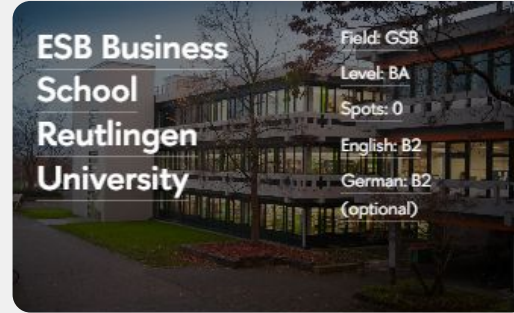 ESB Business
School
Reutlingen
University
Field: GSB
Level: BA
Spots: 0
English: B2
German: B2
(optional)